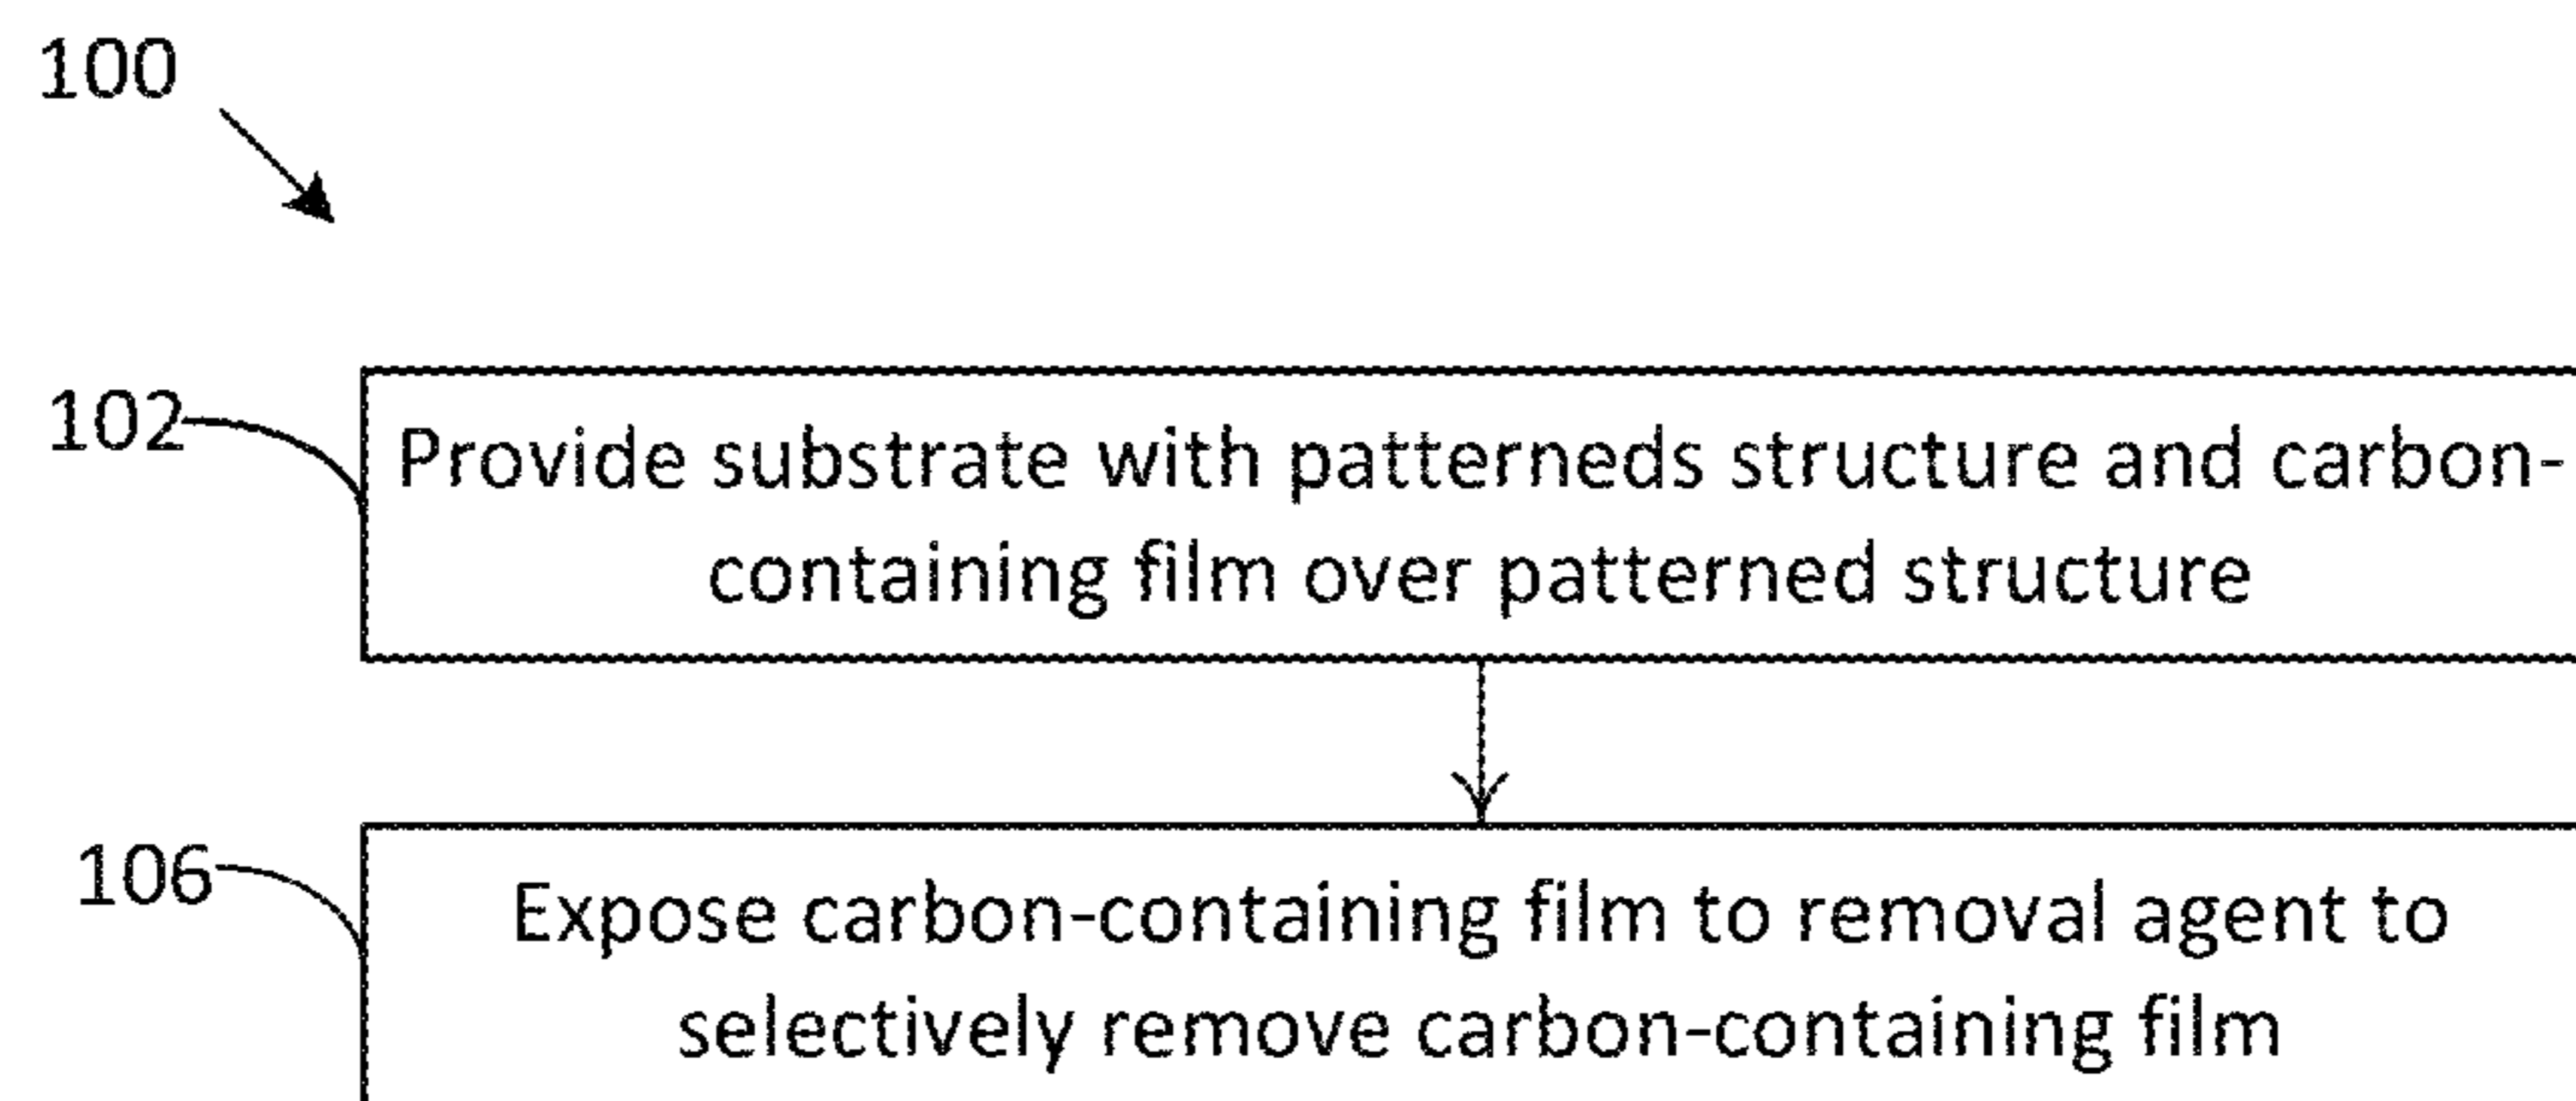 100
102
Provide substrate with patterneds structure and carbon-
containing film over patterned structure
106
Expose carbon-containing film to removal agent to
selectively remove carbon-containing film